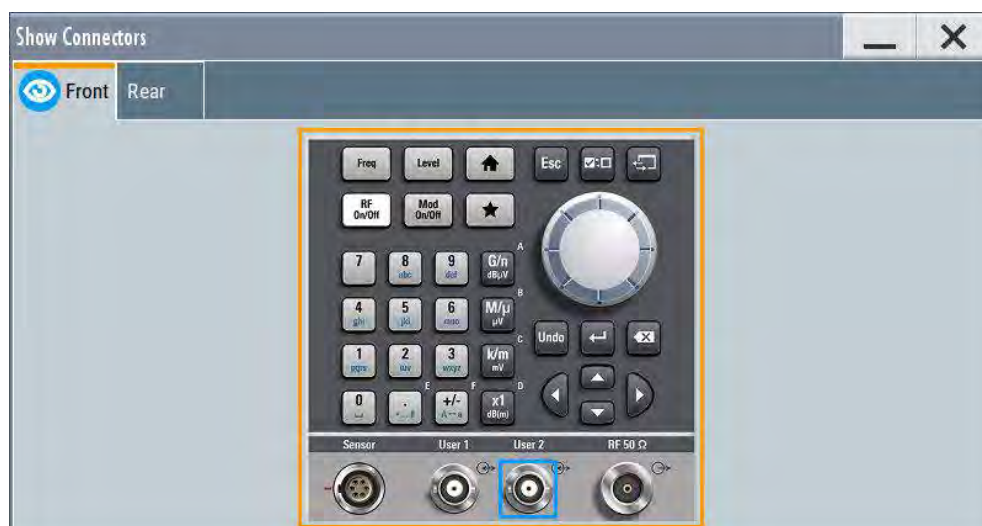 Show Connectors
Front Rear
Freq Level Esc
RF On/Off Mod On/Off
A
7 8 abc 9 def G/n dBµV
B
4 ghi 5 jkl 6 mno M/µ µV
C
Undo
1 pqrs 2 tuv 3 wxyz k/m mV
E F D
0 . +/- x1 dB(m)
Sensor User 1 User 2 RF 50 Ω